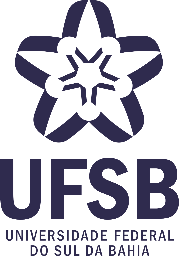 UFSB
UNIVERSIDADE FEDERAL
DO SUL DA BAHIA